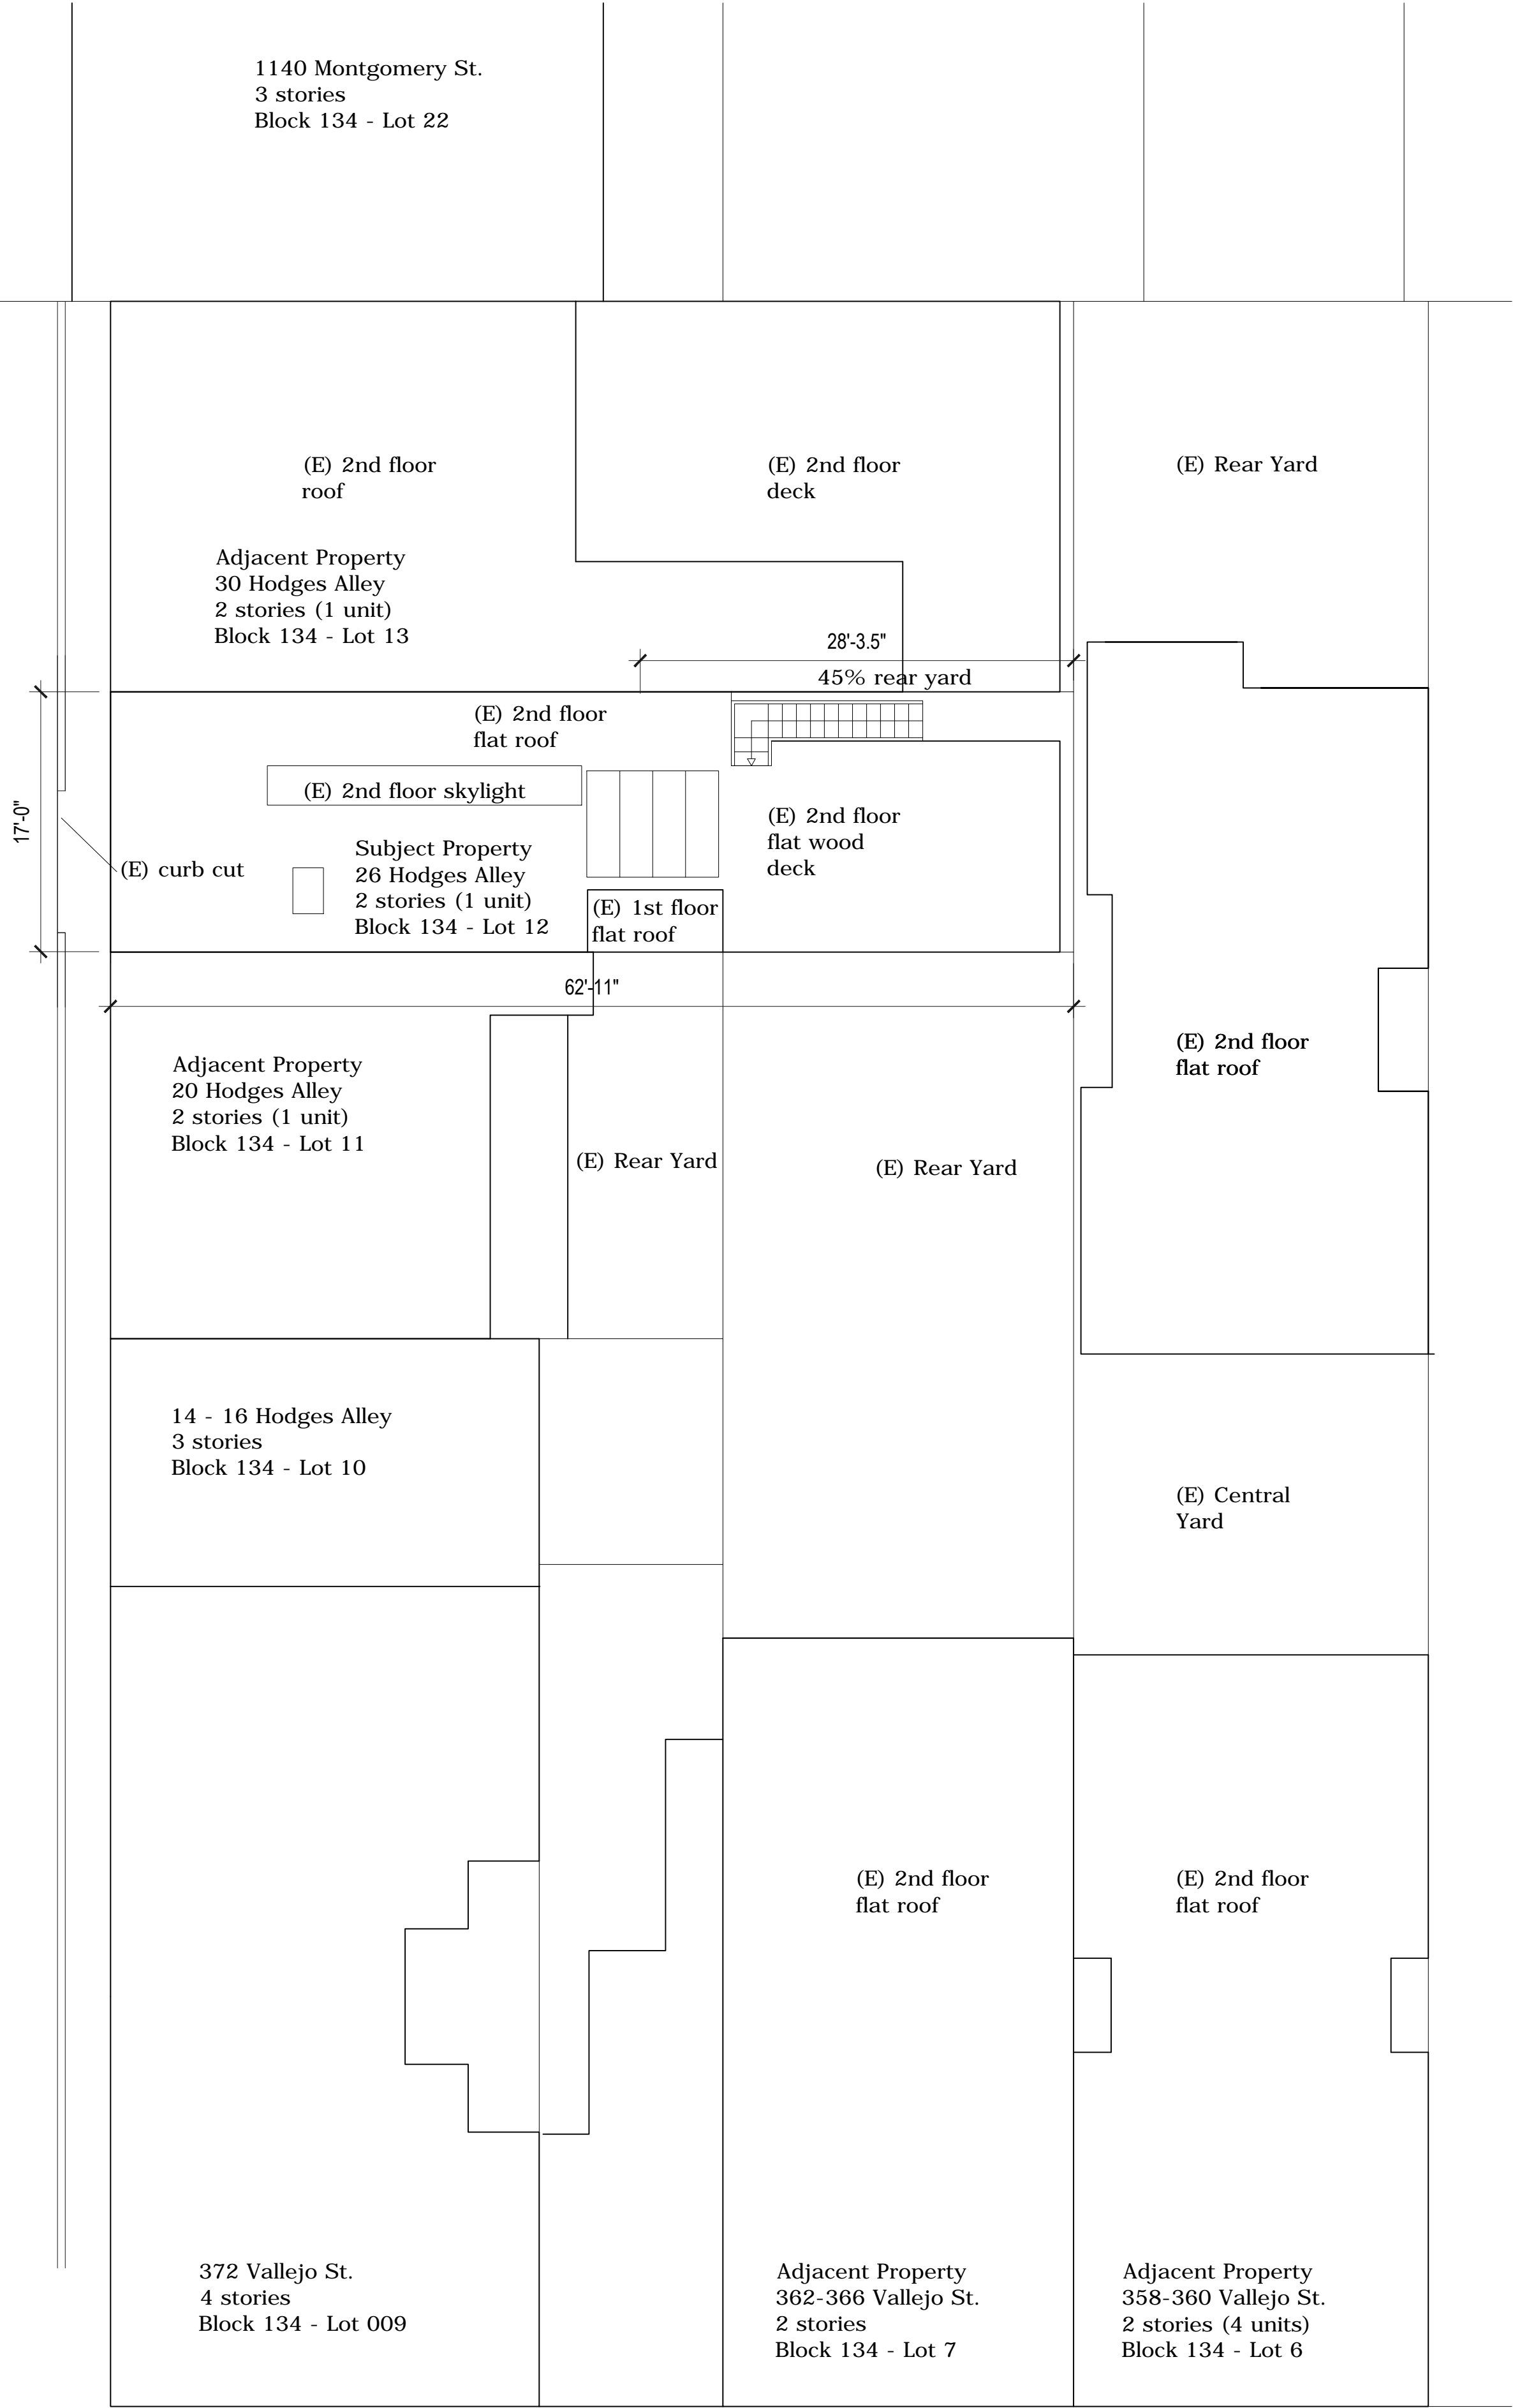 1140 Montgomery St.
3 stories
Block 134 - Lot 22
(E) 2nd floor
roof
(E) 2nd floor
deck
(E) Rear Yard
Adjacent Property
30 Hodges Alley
2 stories (1 unit)
Block 134 - Lot 13
28'-3.5"
45% rear yard
(E) 2nd floor
flat roof
(E) 2nd floor skylight
17'-0"
(E) curb cut
Subject Property
26 Hodges Alley
2 stories (1 unit)
Block 134 - Lot 12
(E) 1st floor
flat roof
(E) 2nd floor
flat wood
deck
62'-11"
Adjacent Property
20 Hodges Alley
2 stories (1 unit)
Block 134 - Lot 11
(E) Rear Yard
(E) Rear Yard
(E) 2nd floor
flat roof
14 - 16 Hodges Alley
3 stories
Block 134 - Lot 10
(E) Central
Yard
(E) 2nd floor
flat roof
(E) 2nd floor
flat roof
372 Vallejo St.
4 stories
Block 134 - Lot 009
Adjacent Property
362-366 Vallejo St.
2 stories
Block 134 - Lot 7
Adjacent Property
358-360 Vallejo St.
2 stories (4 units)
Block 134 - Lot 6